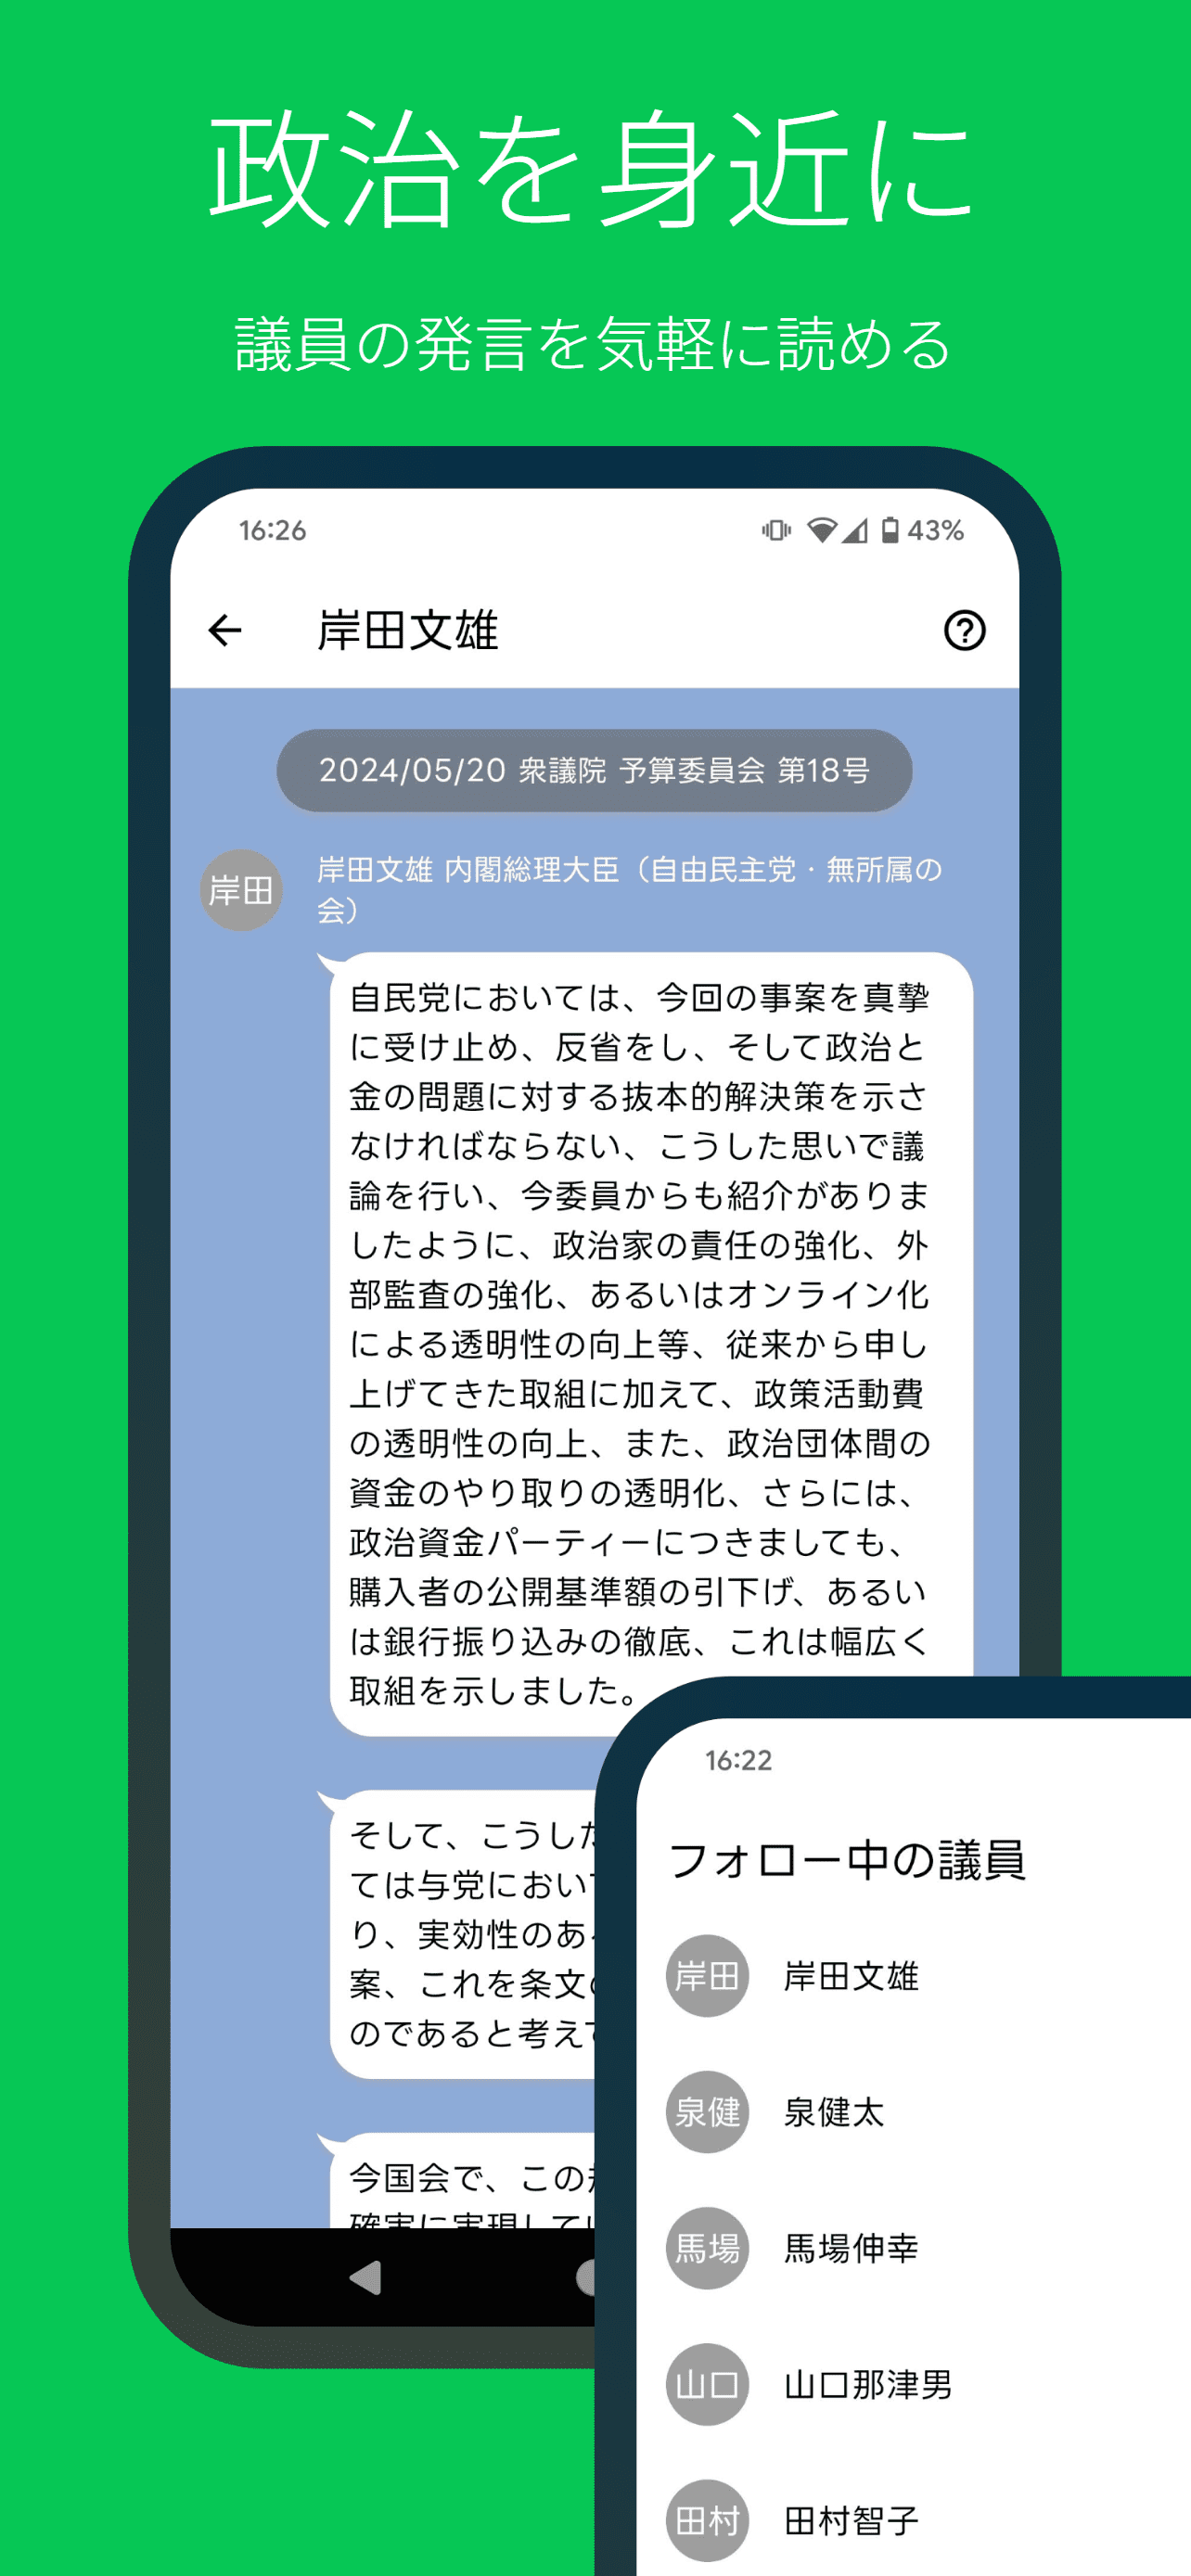 政治を身近に
議員の発言を気軽に読める
16:26
43%
岸田文雄
2024/05/20 衆議院 予算委員会 第18号
岸田
岸田文雄 内閣総理大臣（自由民主党・無所属の
会）
自民党においては、今回の事案を真摯
に受け止め、反省をし、そして政治と
金の問題に対する抜本的解決策を示さ
なければならない、こうした思いで議
論を行い、今委員からも紹介がありま
したように、政治家の責任の強化、外
部監査の強化、あるいはオンライン化
による透明性の向上等、従来から申し
上げてきた取組に加えて、政策活動費
の透明性の向上、また、政治団体間の
資金のやり取りの透明化、さらには、
政治資金パーティーにつきましても、
購入者の公開基準額の引下げ、あるい
は銀行振り込みの徹底、これは幅広く
取組を示しました。
そして、こうした
ては与党におい
り、実効性のあ
案、これを条文
のであると考え
今国会で、この
確実に実現して
16:22
フォロー中の議員
岸田
岸田文雄
泉健
泉健太
馬場
馬場伸幸
山口
山口那津男
田村
田村智子